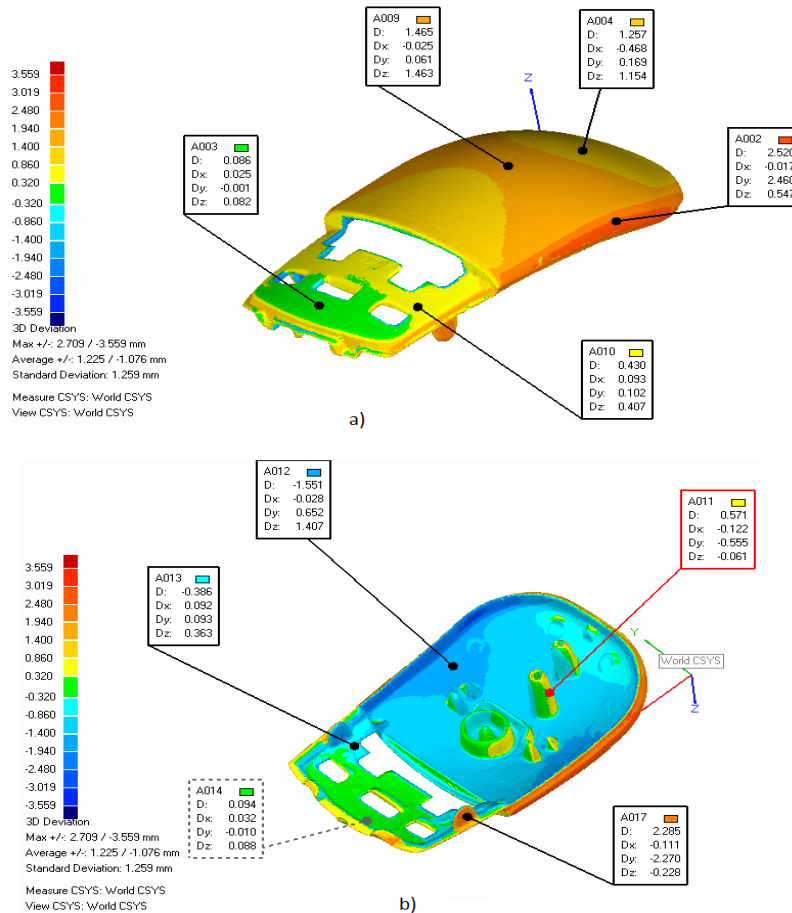 A009
D: 1.465
Dx: -0.025
Dy: 0.061
Dz: 1.463
A004
D: 1.257
Dx: -0.468
Dy: 0.169
Dz: 1.154
3.559
3.019
2.480
1.940
1.400
0.860
0.320
-0.320
-0.860
-1.400
-1.940
-2.480
-3.019
-3.559
A003
D: 0.086
Dx: 0.025
Dy: -0.001
Dz: 0.082
Z
A002
D: 2.520
Dx: -0.017
Dy: 2.460
Dz: 0.547
3D Deviation
Max +/-: 2.709 / -3.559 mm
Average +/-: 1.225 / -1.076 mm
Standard Deviation: 1.259 mm
Measure CSYS: World CSYS
View CSYS: World CSYS
A010
D: 0.430
Dx: 0.093
Dy: 0.102
Dz: 0.407
a)
A012
D: -1.551
Dx: -0.028
Dy: 0.652
Dz: 1.407
A011
D: 0.571
Dx: -0.122
Dy: -0.555
Dz: -0.061
3.559
3.019
2.480
1.940
1.400
0.860
0.320
-0.320
-0.860
-1.400
-1.940
-2.480
-3.019
-3.559
A013
D: -0.386
Dx: 0.092
Dy: 0.093
Dz: 0.363
Y
World CSYS
Z
A014
D: 0.094
Dx: 0.032
Dy: -0.010
Dz: 0.088
A017
D: 2.285
Dx: -0.111
Dy: -2.270
Dz: -0.228
3D Deviation
Max +/-: 2.709 / -3.559 mm
Average +/-: 1.225 / -1.076 mm
Standard Deviation: 1.259 mm
Measure CSYS: World CSYS
View CSYS: World CSYS
b)